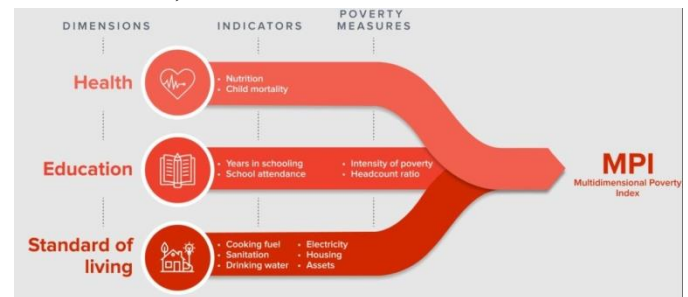 DIMENSIONS
INDICATORS
POVERTY
MEASURES
Health
• Nutrition
• Child mortality
Education
• Years in schooling
• School attendance
• Intensity of poverty
• Headcount ratio
MPI
Multidimensional Poverty
Index
Standard of
living
• Cooking fuel
• Sanitation
• Drinking water
• Electricity
• Housing
• Assets